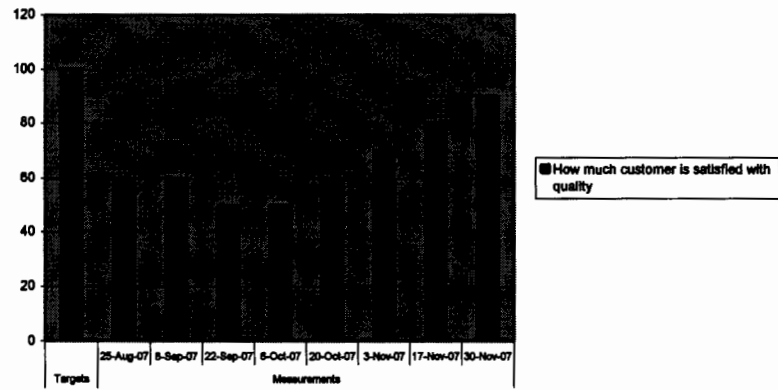 120
100
80
60
40
20
0
25-Aug-07 8-Sep-07 22-Sep-07 6-Oct-07 20-Oct-07 3-Nov-07 17-Nov-07 30-Nov-07
Targets Measurements
How much customer is satisfied with
quality